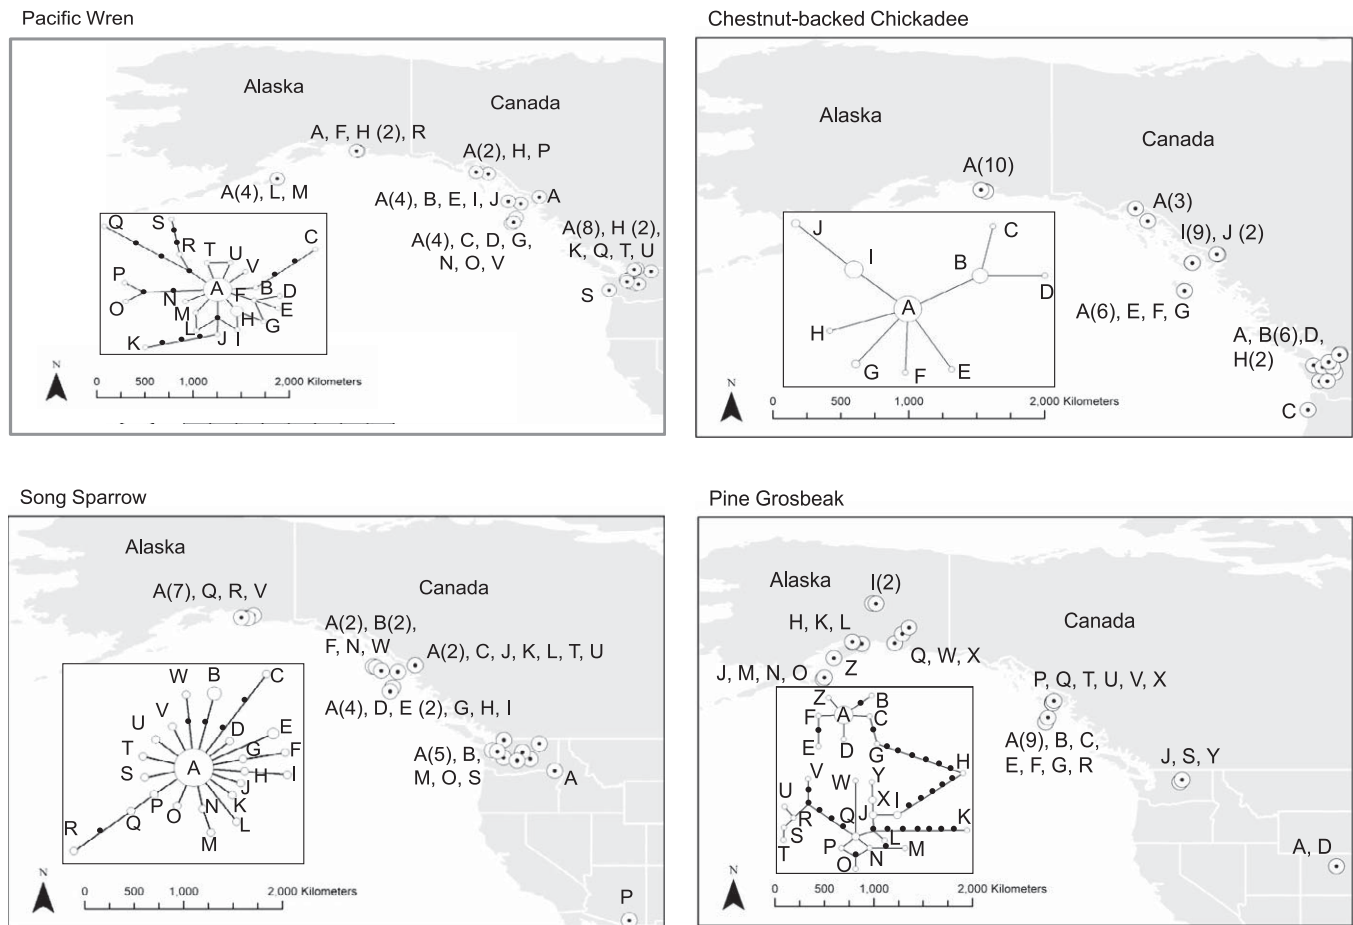 Pacific Wren
Alaska
Canada
A, F, H (2), R
A(2), H, P
A(4), L, M
A(4), B, E, I, J
A
A(4), C, D, G,
N, O, V
A(8), H (2),
K, Q, T, U
S
Q
S
R
T
U
C
V
P
A
B
D
N
F
E
O
M
H
G
L
J
I
K
N
0
500
1,000
2,000 Kilometers
Chestnut-backed Chickadee
Alaska
Canada
A(10)
A(3)
I(9), J (2)
A(6), E, F, G
A, B(6),D,
H(2)
C
J
C
I
B
D
A
H
G
F
E
N
0
500
1,000
2,000 Kilometers
Song Sparrow
Alaska
Canada
A(7), Q, R, V
A(2), B(2),
F, N, W
A(2), C, J, K, L, T, U
A(4), D, E (2), G, H, I
A(5), B,
M, O, S
A
P
W
B
C
U
V
D
E
T
G
F
S
A
H
I
J
P
N
K
R
Q
O
L
M
N
0
500
1,000
2,000 Kilometers
Pine Grosbeak
Alaska
Canada
I(2)
H, K, L
Q, W, X
Z
J, M, N, O
P, Q, T, U, V, X
A(9), B, C,
E, F, G, R
J, S, Y
A, D
Z
B
F
A
C
E
D
G
H
V
W
Y
U
X
I
R
Q
J
K
S
L
T
P
N
M
O
N
0
500
1,000
2,000 Kilometers